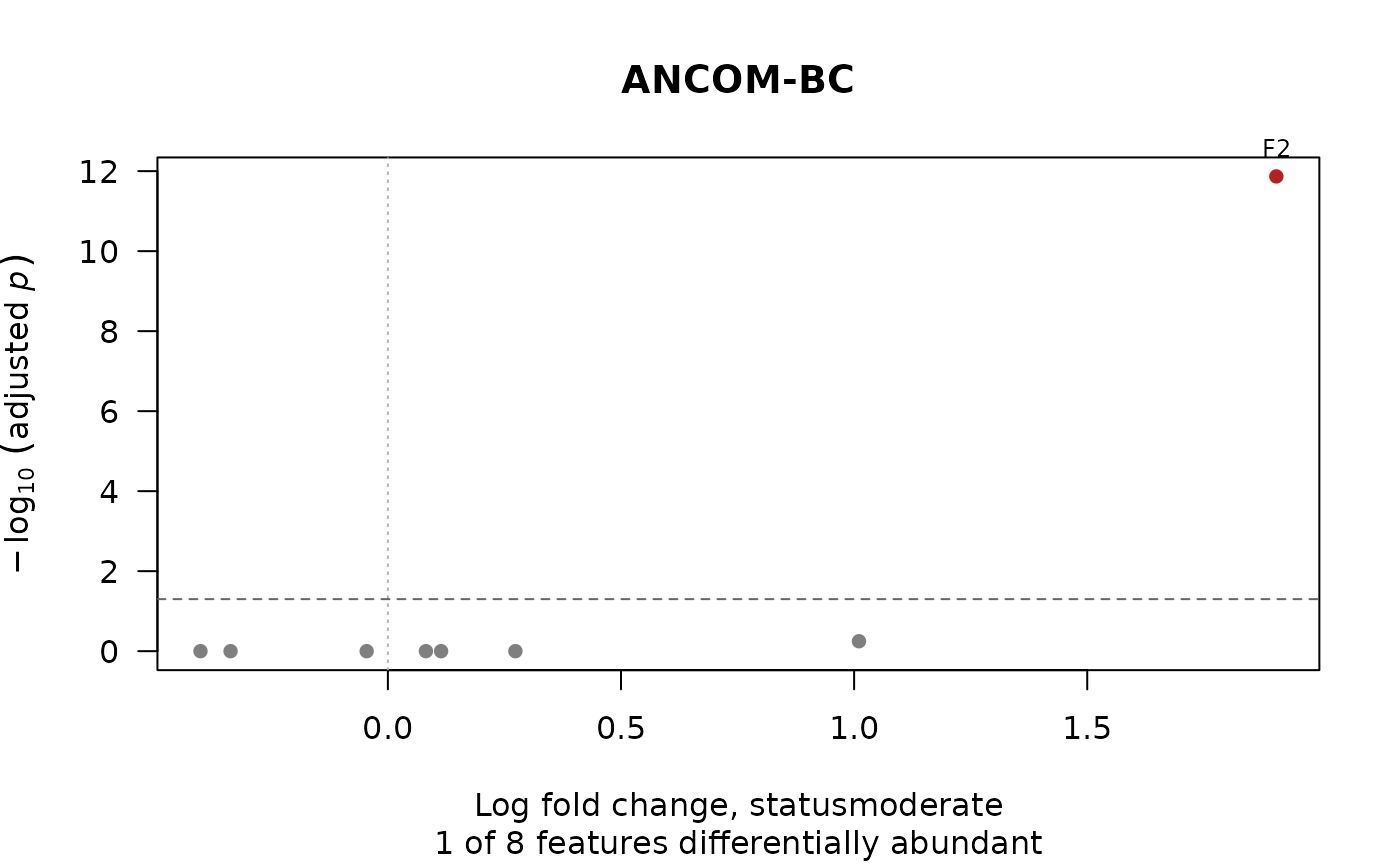 ANCOM-BC
F2
12
10
8
6
4
2
0
−log10 (adjusted p)
0.0 0.5 1.0 1.5
Log fold change, statusmoderate
1 of 8 features differentially abundant